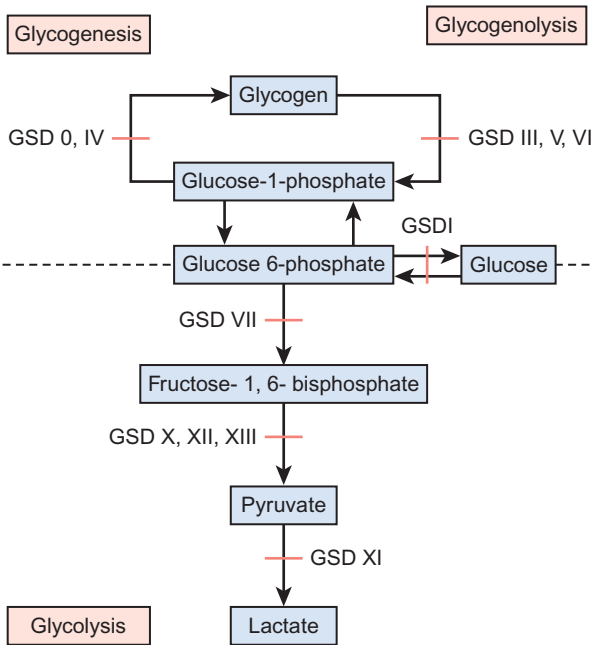 Glycogenesis
Glycogenolysis
Glycogen
GSD 0, IV
GSD III, V, VI
Glucose-1-phosphate
GSDI
Glucose 6-phosphate
Glucose
GSD VII
Fructose- 1, 6- bisphosphate
GSD X, XII, XIII
Pyruvate
GSD XI
Glycolysis
Lactate